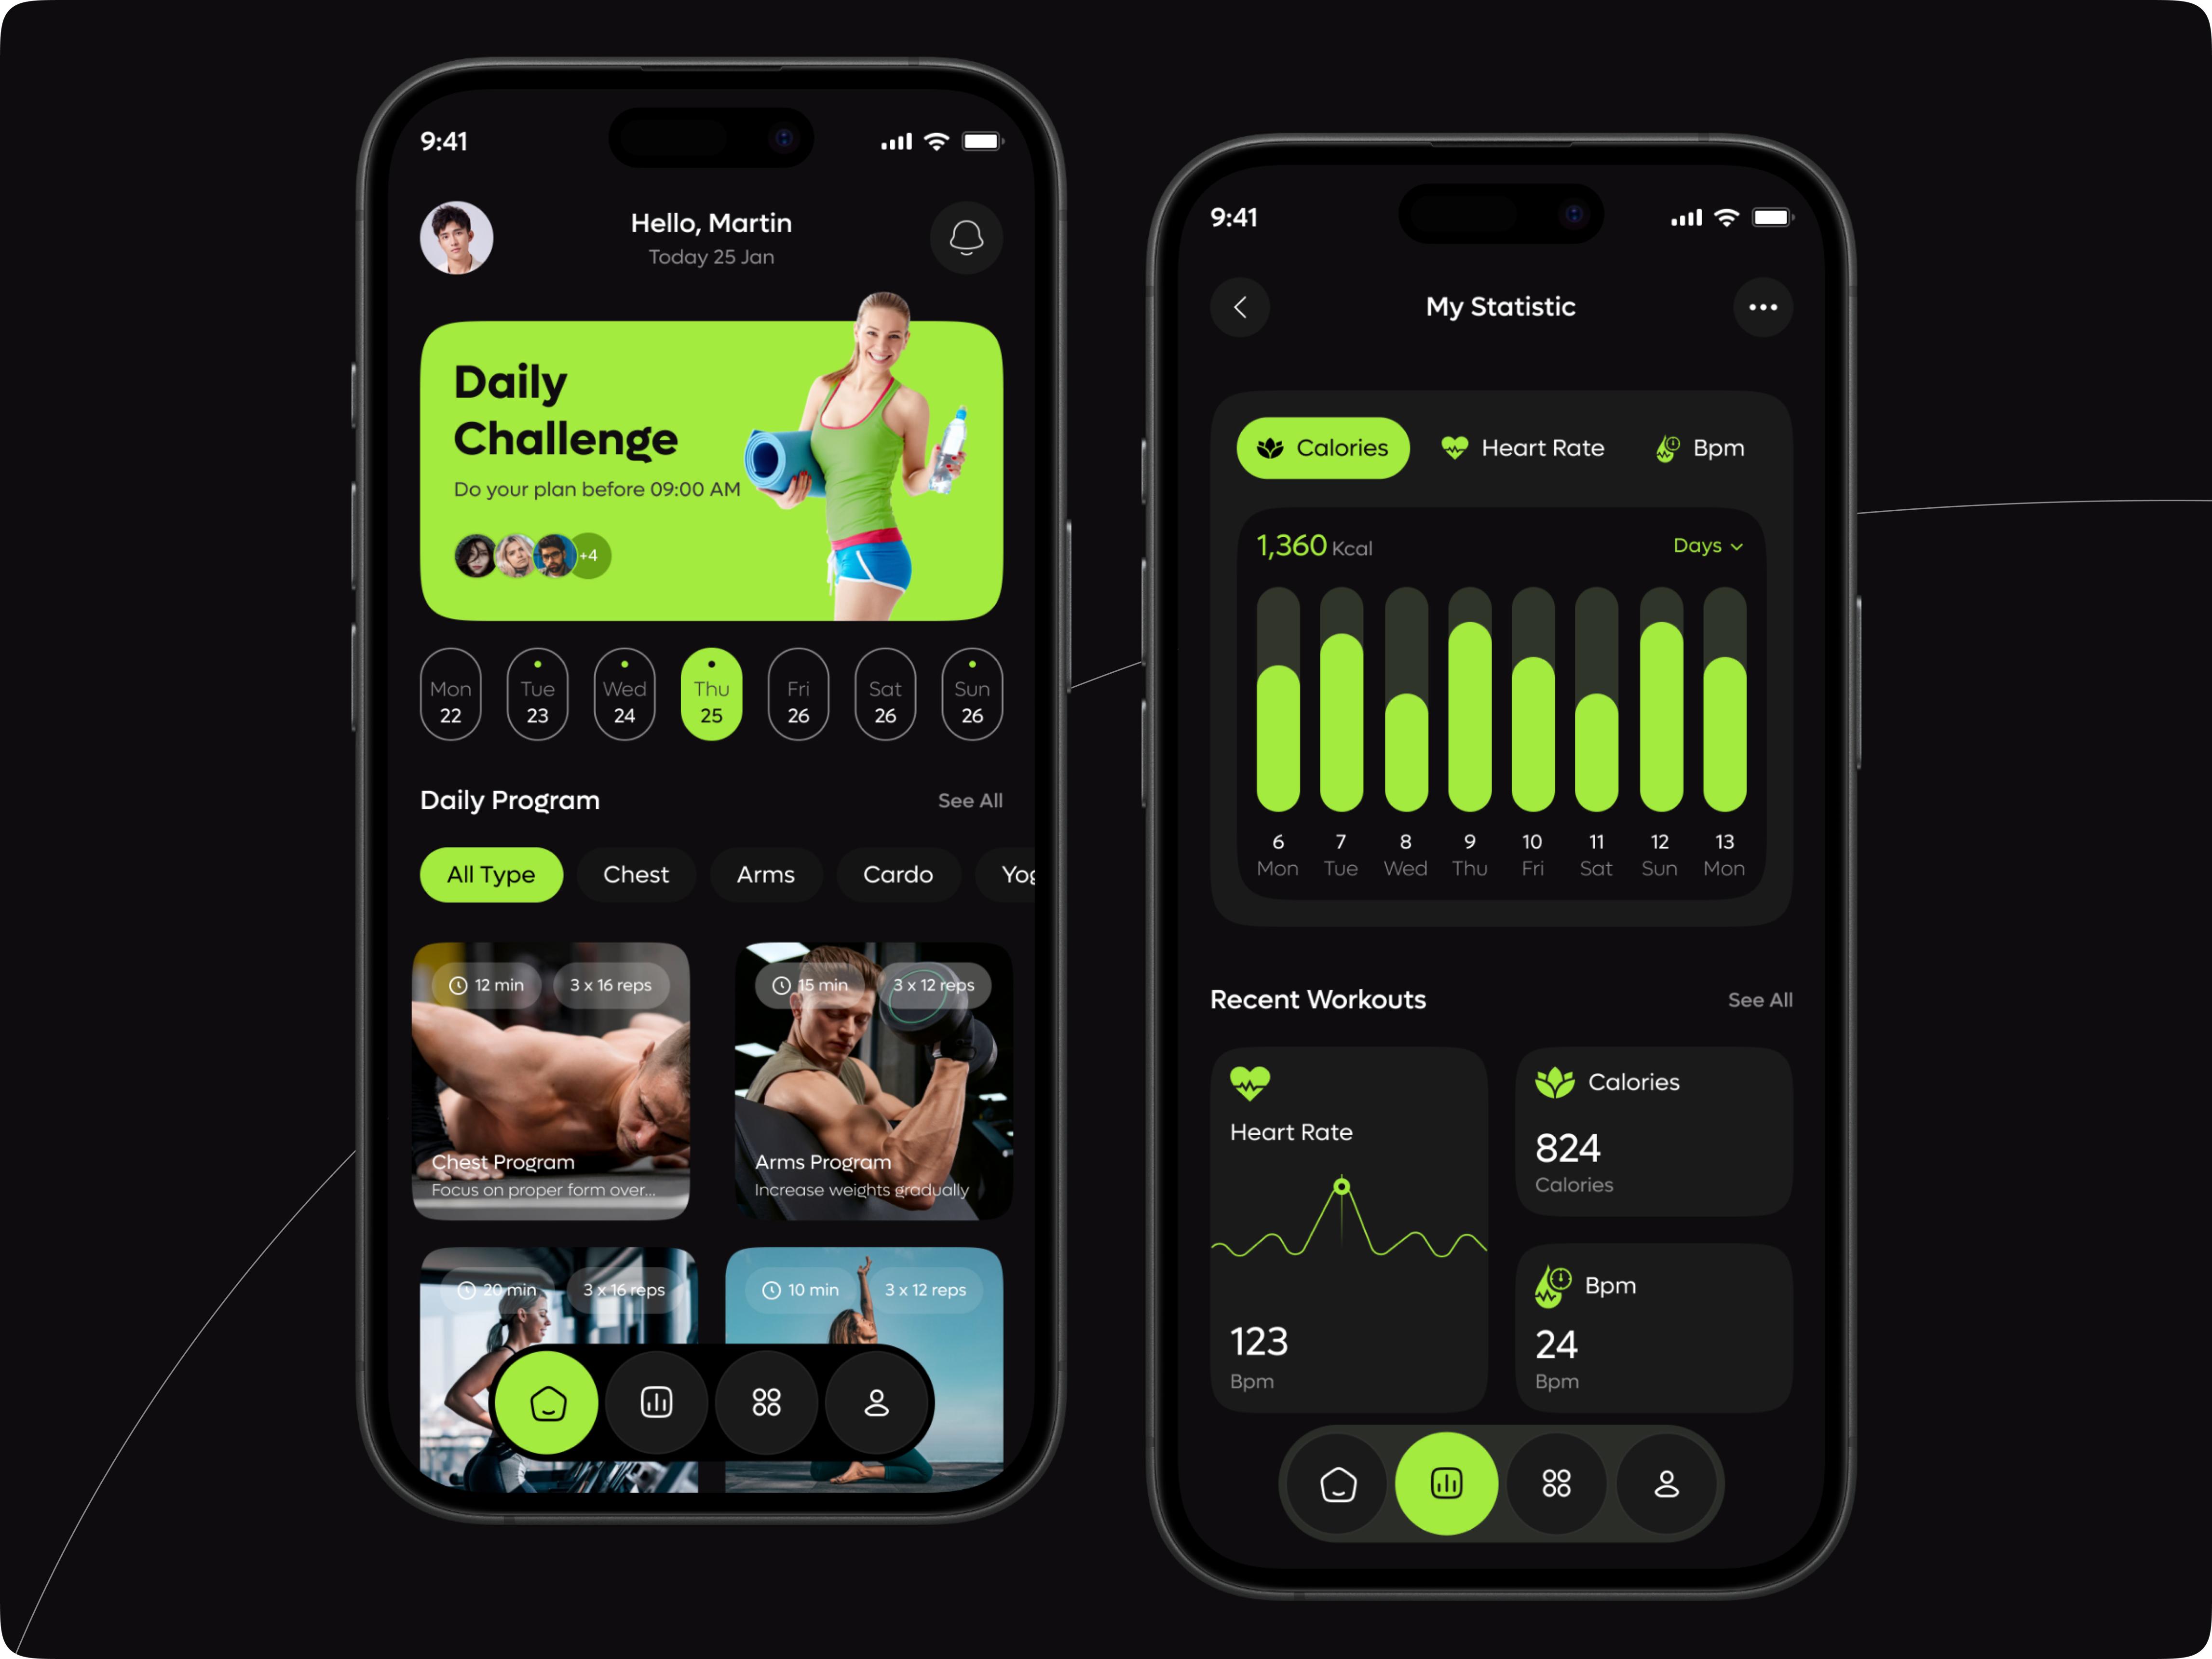 9:41
Hello, Martin
Today 25 Jan
Daily
Challenge
Do your plan before 09:00 AM
+4
Mon Tue Wed Thu Fri Sat Sun
22 23 24 25 26 26 26
Daily Program See All
All Type Chest Arms Cardo Yog
12 min 3 x 16 reps
Chest Program
Focus on proper form over...
15 min 3 x 12 reps
Arms Program
Increase weights gradually
20 min 3 x 16 reps
10 min 3 x 12 reps
9:41
My Statistic
Calories Heart Rate Bpm
1,360 Kcal Days
6 7 8 9 10 11 12 13
Mon Tue Wed Thu Fri Sat Sun Mon
Recent Workouts See All
Heart Rate
123
Bpm
Calories
824
Calories
Bpm
24
Bpm